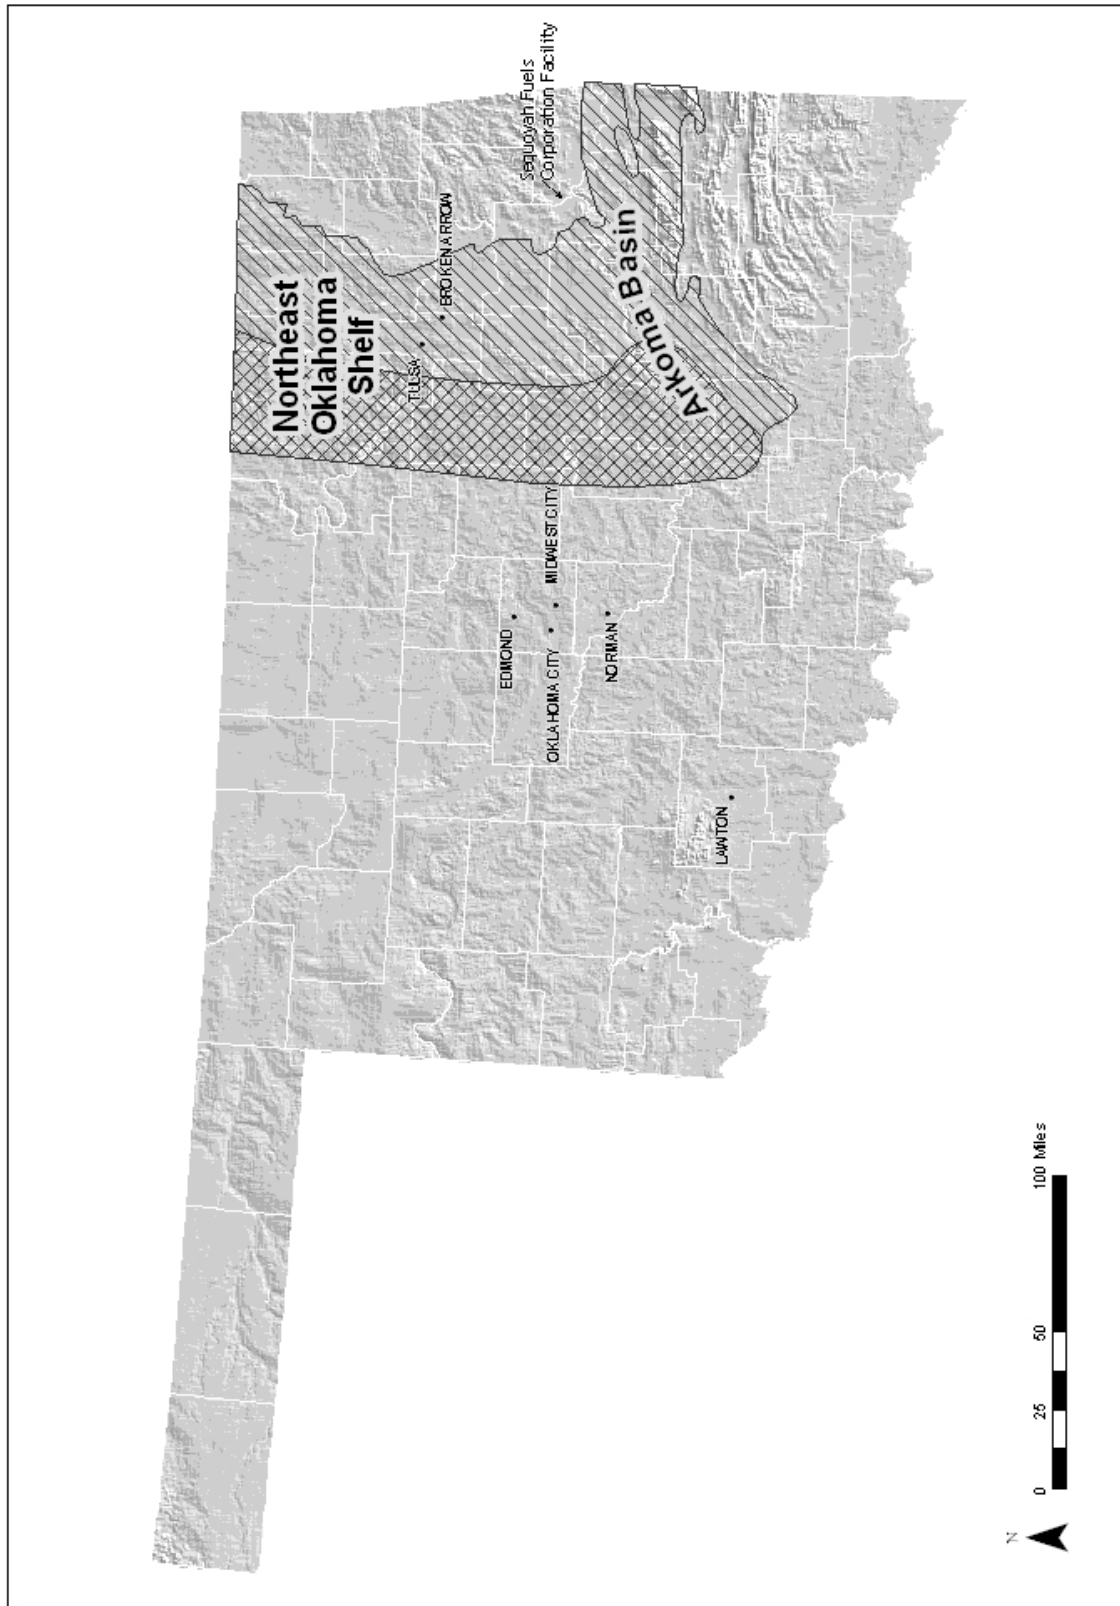 Northeast
Oklahoma
Shelf
TULSA
BROKEN ARROW
Sequoyah Fuels
Corporation Facility
EDMOND
OKLAHOMA CITY
MIDWEST CITY
Arkoma Basin
NORMAN
LAWTON
N
0 25 50 100 Miles